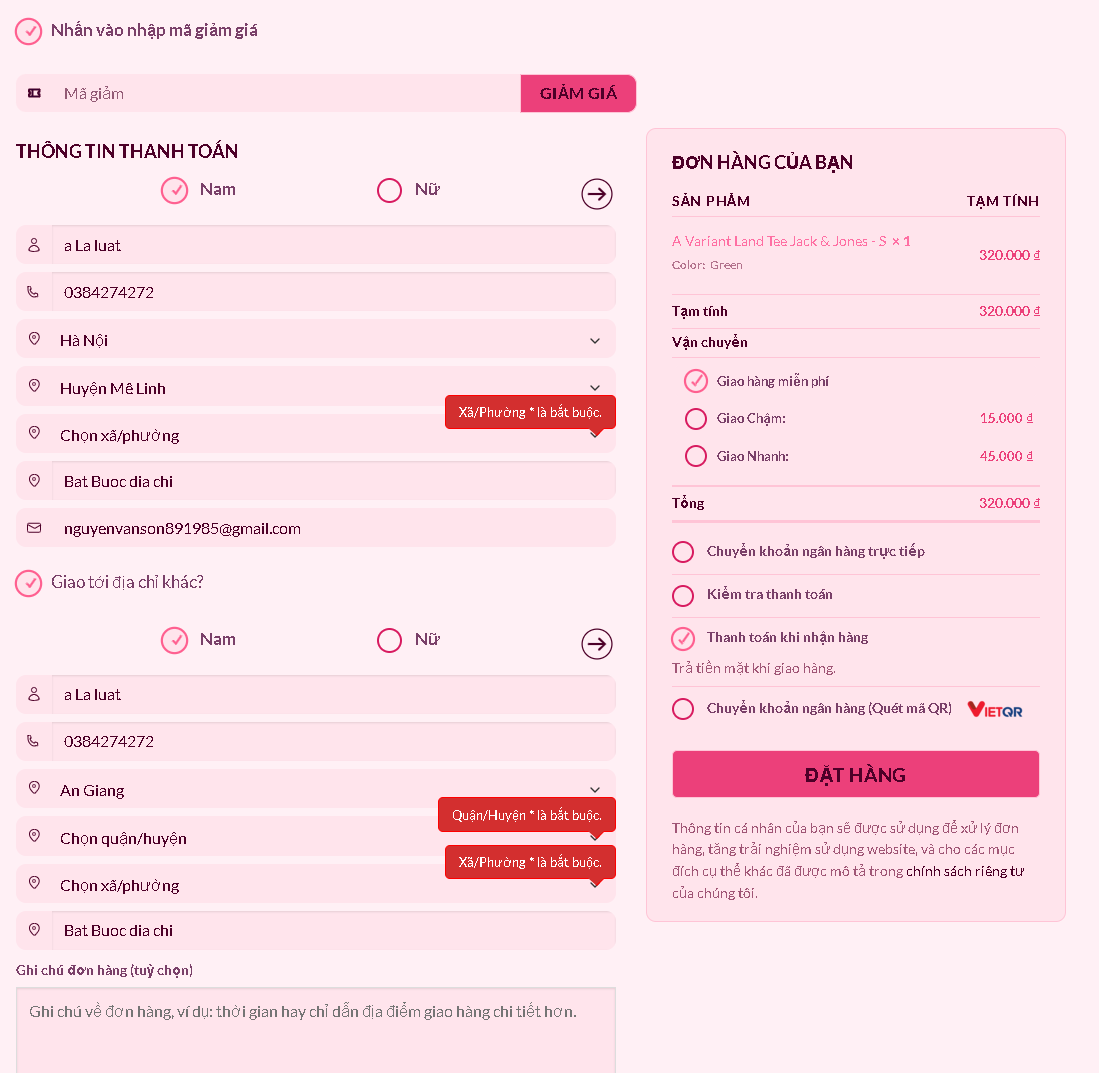 Nhấn vào nhập mã giảm giá
Mã giảm
GIẢM GIÁ
THÔNG TIN THANH TOÁN
Nam
Nữ
a La luat
0384274272
Hà Nội
Huyện Mê Linh
Xã/Phường * là bắt buộc.
Chọn xã/phường
Bat Buoc dia chi
nguyenvanson891985@gmail.com
Giao tới địa chỉ khác?
Nam
Nữ
a La luat
0384274272
An Giang
Quận/Huyện * là bắt buộc.
Chọn quận/huyện
Xã/Phường * là bắt buộc.
Chọn xã/phường
Bat Buoc dia chi
Ghi chú đơn hàng (tuỳ chọn)
Ghi chú về đơn hàng, ví dụ: thời gian hay chỉ dẫn địa điểm giao hàng chi tiết hơn.
ĐƠN HÀNG CỦA BẠN
SẢN PHẨM TẠM TÍNH
A Variant Land Tee Jack & Jones - S × 1
320.000 ₫
Color: Green
Tạm tính 320.000 ₫
Vận chuyển
Giao hàng miễn phí
Giao Chậm: 15.000 ₫
Giao Nhanh: 45.000 ₫
Tổng 320.000 ₫
Chuyển khoản ngân hàng trực tiếp
Kiểm tra thanh toán
Thanh toán khi nhận hàng
Trả tiền mặt khi giao hàng.
Chuyển khoản ngân hàng (Quét mã QR) VIETQR
ĐẶT HÀNG
Thông tin cá nhân của bạn sẽ được sử dụng để xử lý đơn
hàng, tăng trải nghiệm sử dụng website, và cho các mục
đích cụ thể khác đã được mô tả trong chính sách riêng tư
của chúng tôi.